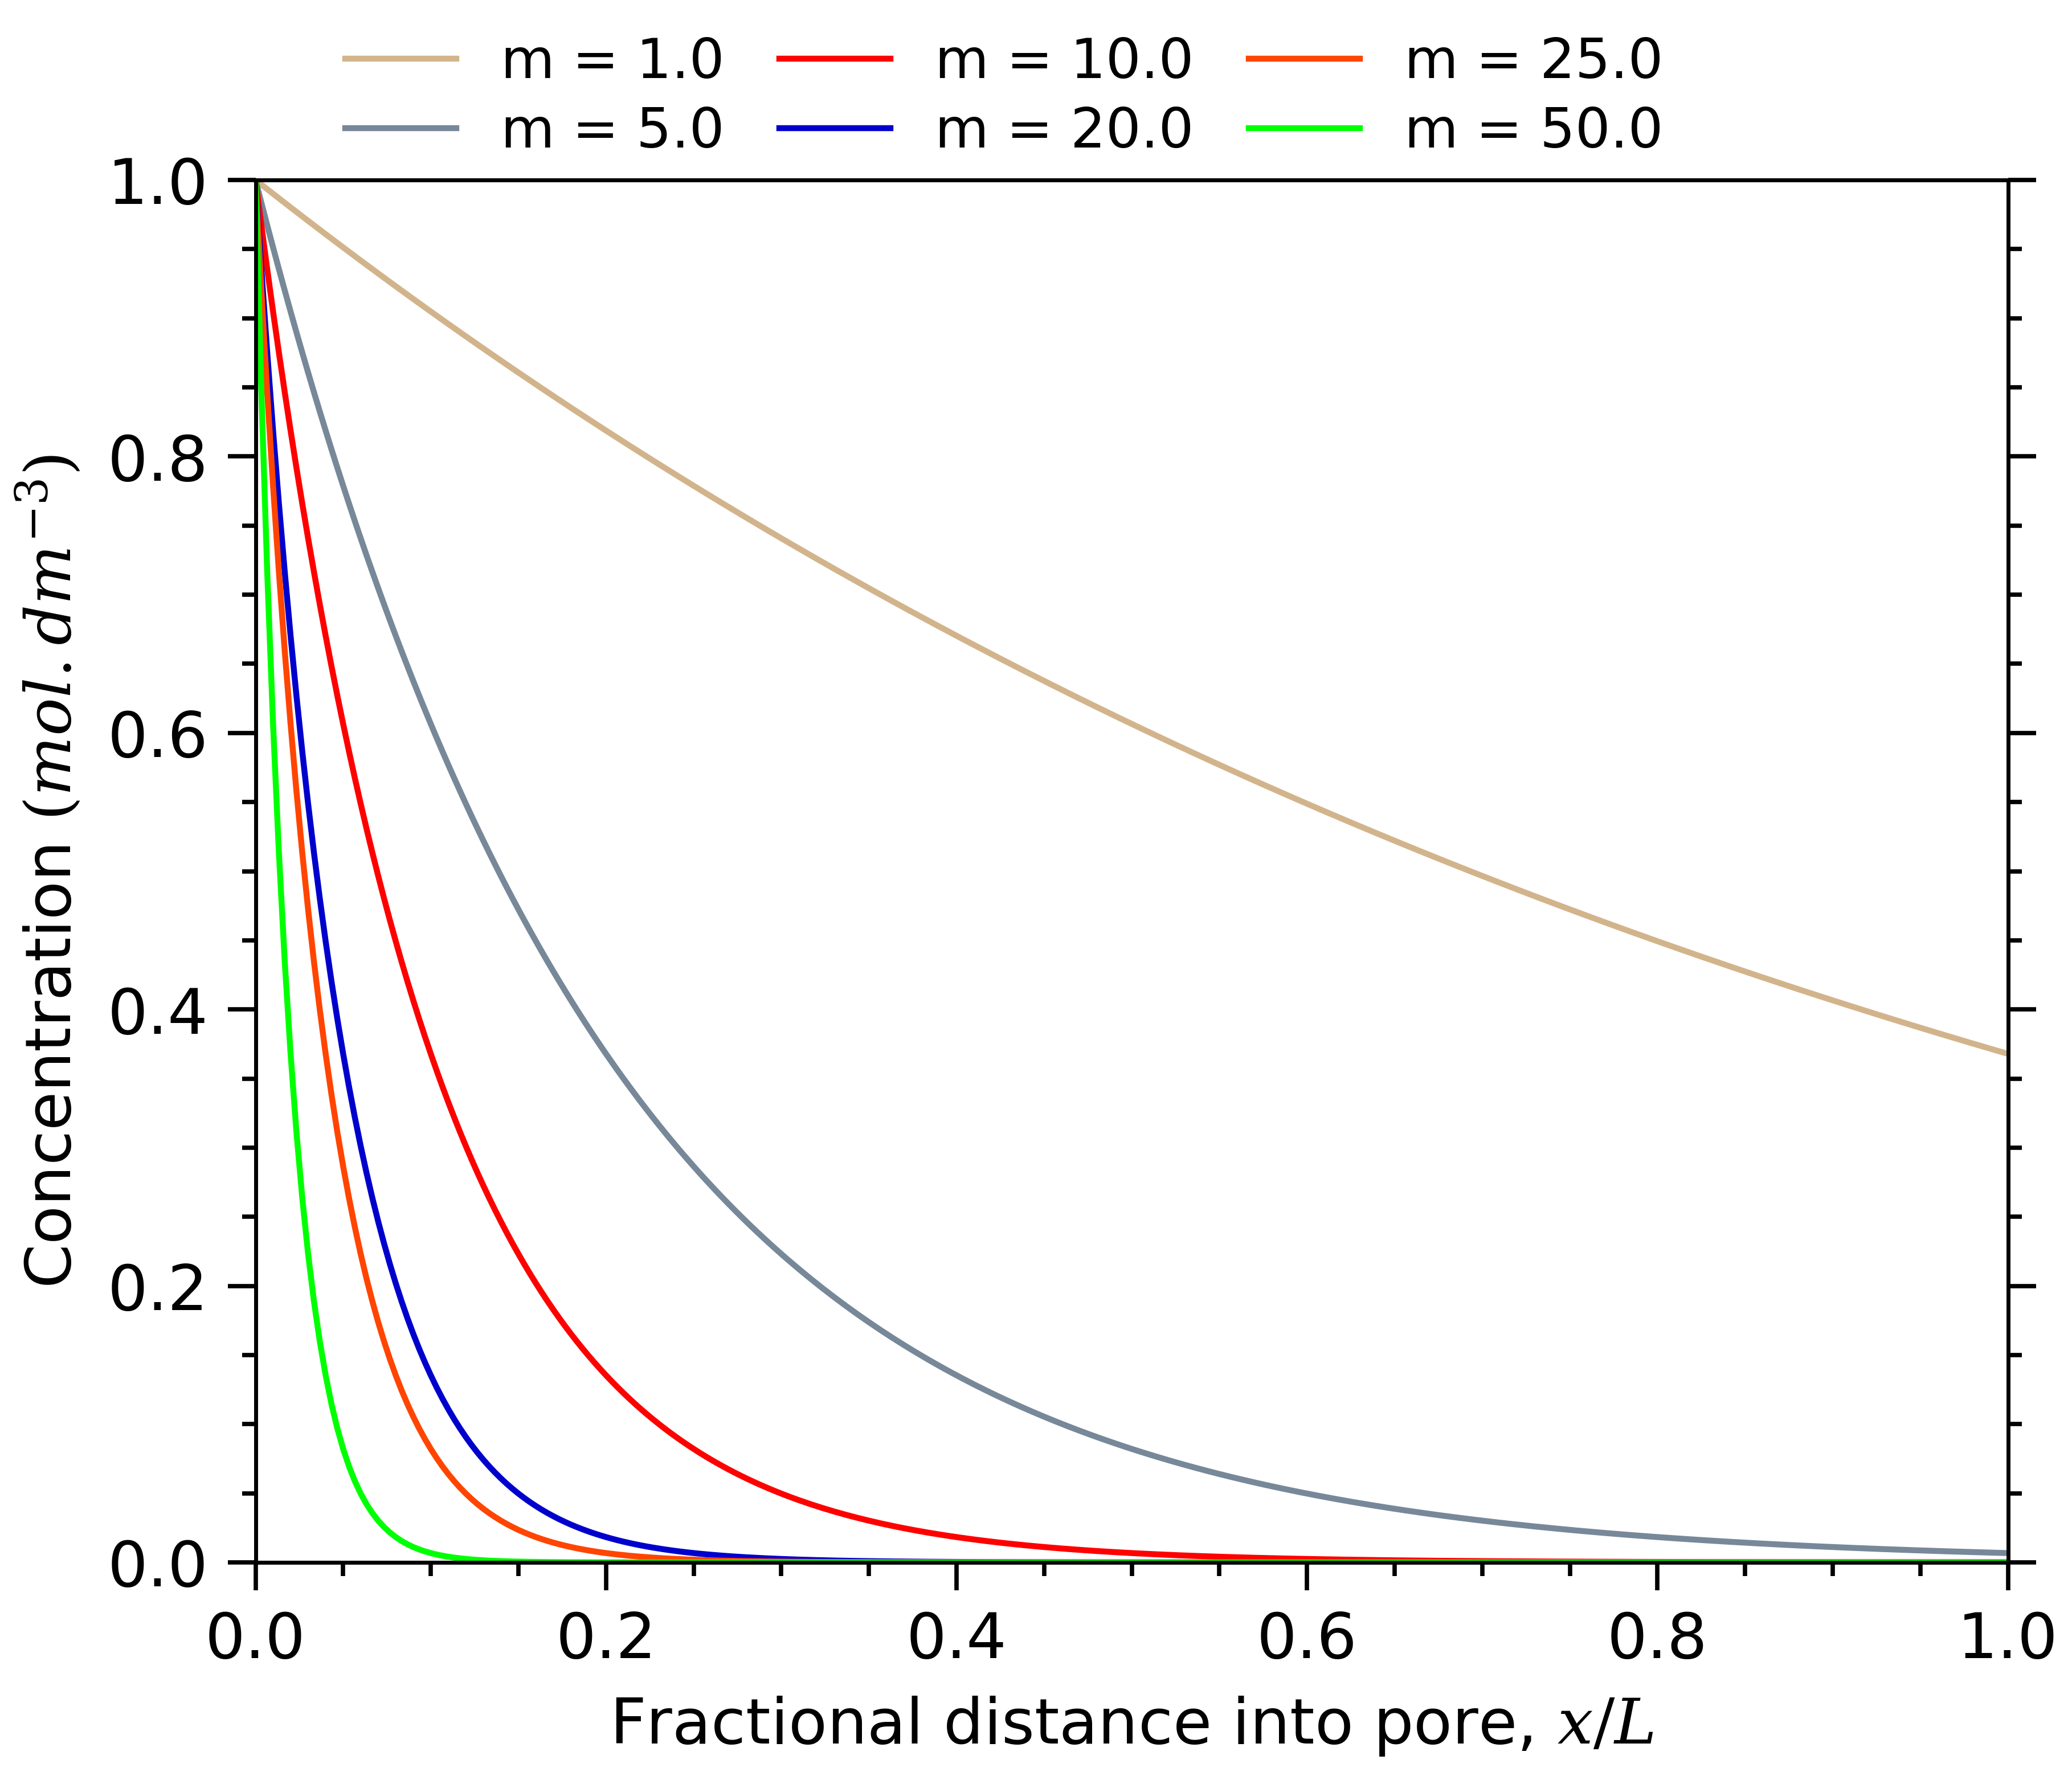 m = 1.0 m = 10.0 m = 25.0
m = 5.0 m = 20.0 m = 50.0
1.0
0.8
0.6
0.4
0.2
0.0
Concentration (mol.dm⁻³)
0.0 0.2 0.4 0.6 0.8 1.0
Fractional distance into pore, x/L